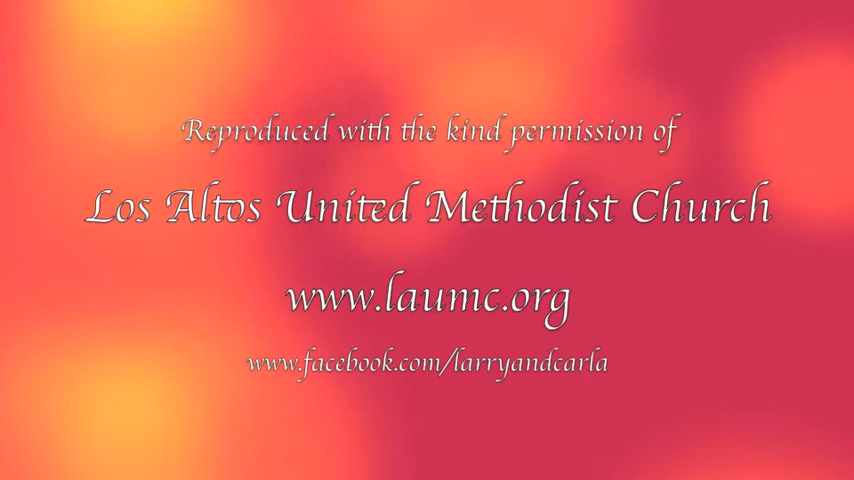 Reproduced with the kind permission of
Los Altos United Methodist Church
www.laumc.org
www.facebook.com/larryandcarla